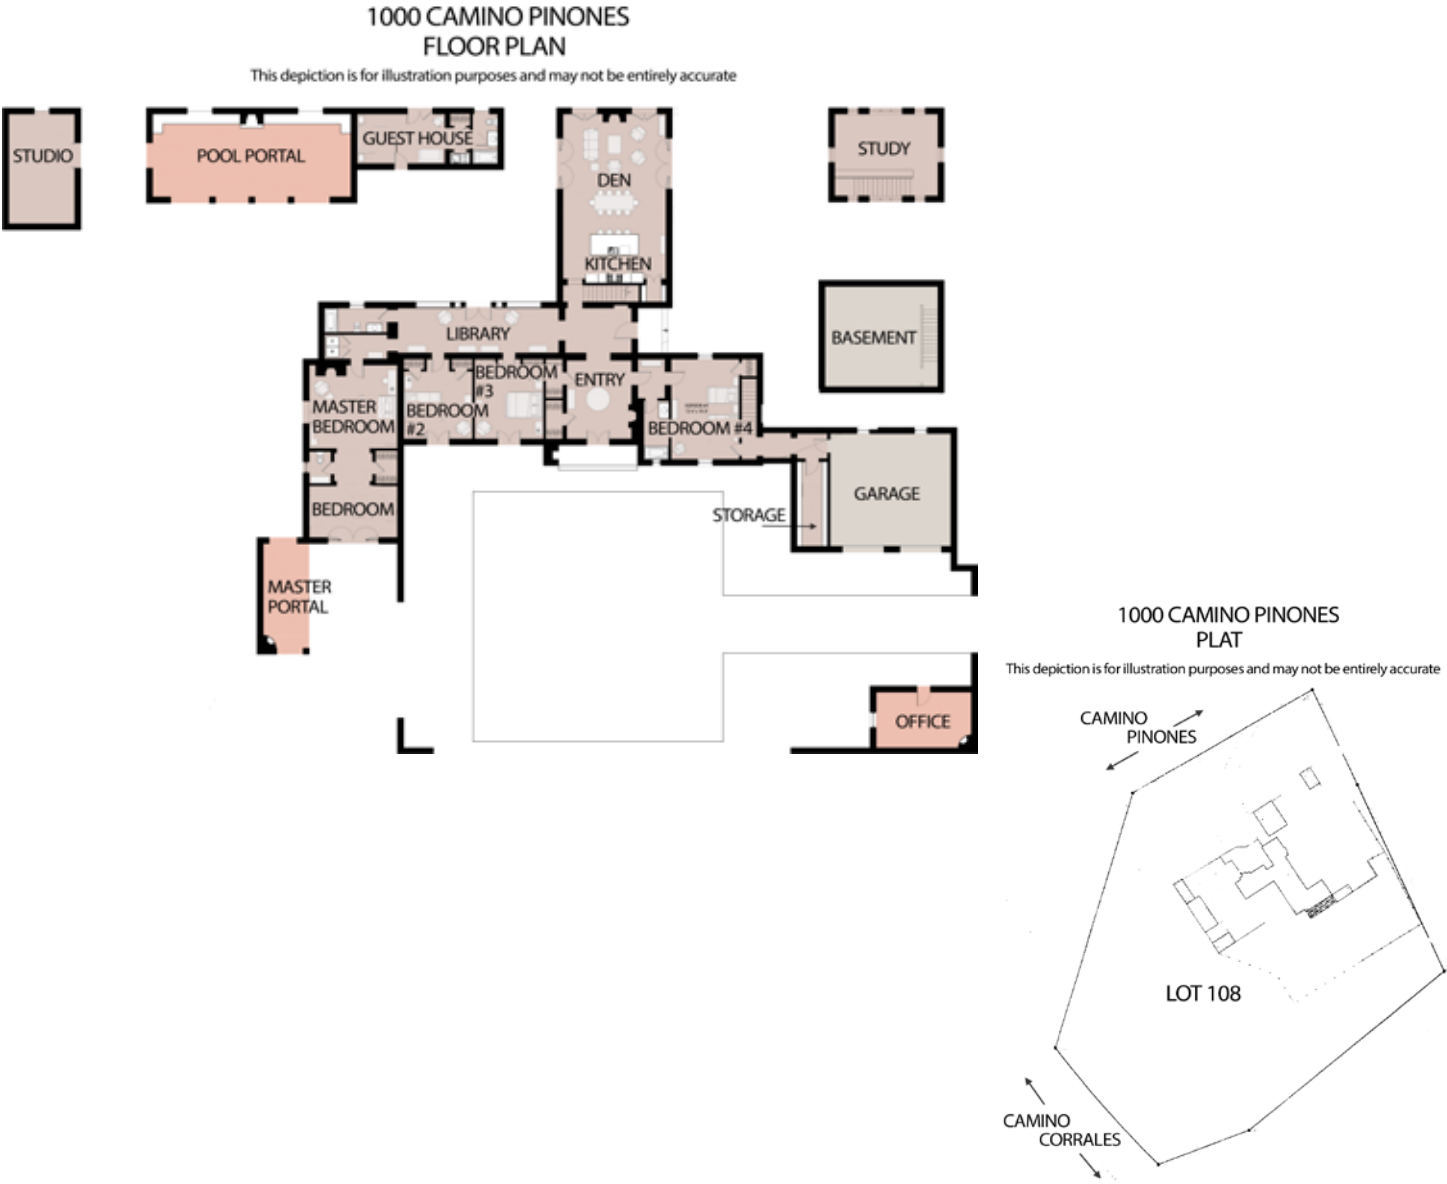 1000 CAMINO PINONES
FLOOR PLAN
This depiction is for illustration purposes and may not be entirely accurate
STUDIO
POOL PORTAL
GUEST HOUSE
DEN
KITCHEN
STUDY
LIBRARY
BASEMENT
ENTRY
BEDROOM
#3
BEDROOM
#2
MASTER
BEDROOM
BEDROOM #4
BEDROOM
GARAGE
STORAGE
MASTER
PORTAL
OFFICE
1000 CAMINO PINONES
PLAT
This depiction is for illustration purposes and may not be entirely accurate
CAMINO
PINONES
LOT 108
CAMINO
CORRALES